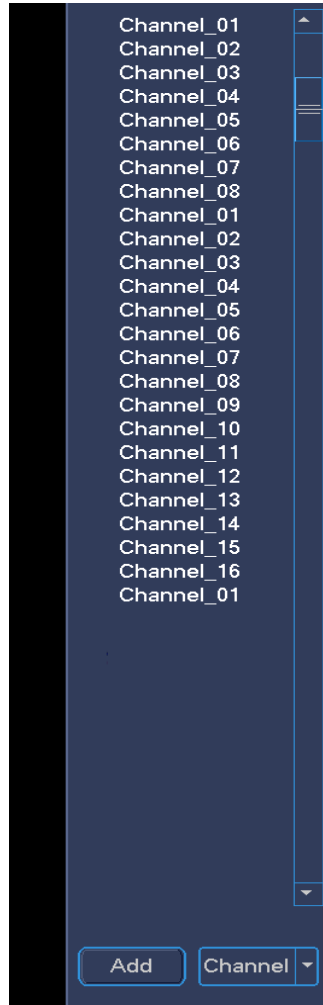 Channel_01
Channel_02
Channel_03
Channel_04
Channel_05
Channel_06
Channel_07
Channel_08
Channel_01
Channel_02
Channel_03
Channel_04
Channel_05
Channel_06
Channel_07
Channel_08
Channel_09
Channel_10
Channel_11
Channel_12
Channel_13
Channel_14
Channel_15
Channel_16
Channel_01
Add Channel